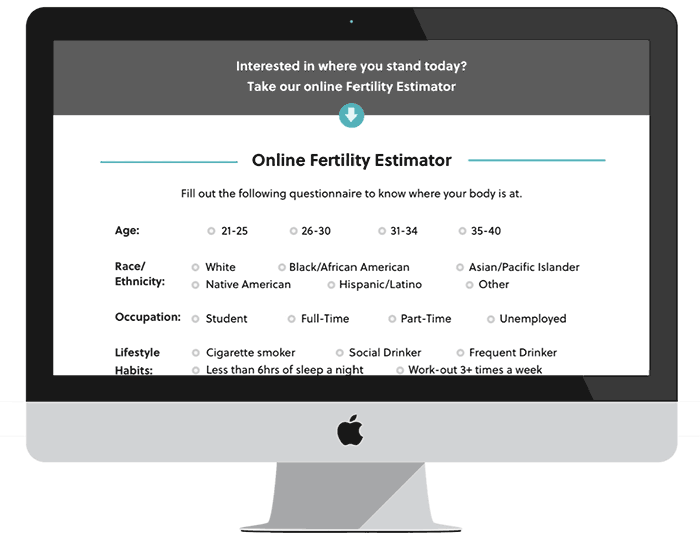 Interested in where you stand today?
Take our online Fertility Estimator
Online Fertility Estimator
Fill out the following questionnaire to know where your body is at.
Age: 21-25 26-30 31-34 35-40
Race/ White Black/African American Asian/Pacific Islander
Ethnicity: Native American Hispanic/Latino Other
Occupation: Student Full-Time Part-Time Unemployed
Lifestyle Cigarette smoker Social Drinker Frequent Drinker
Habits: Less than 6hrs of sleep a night Work-out 3+ times a week